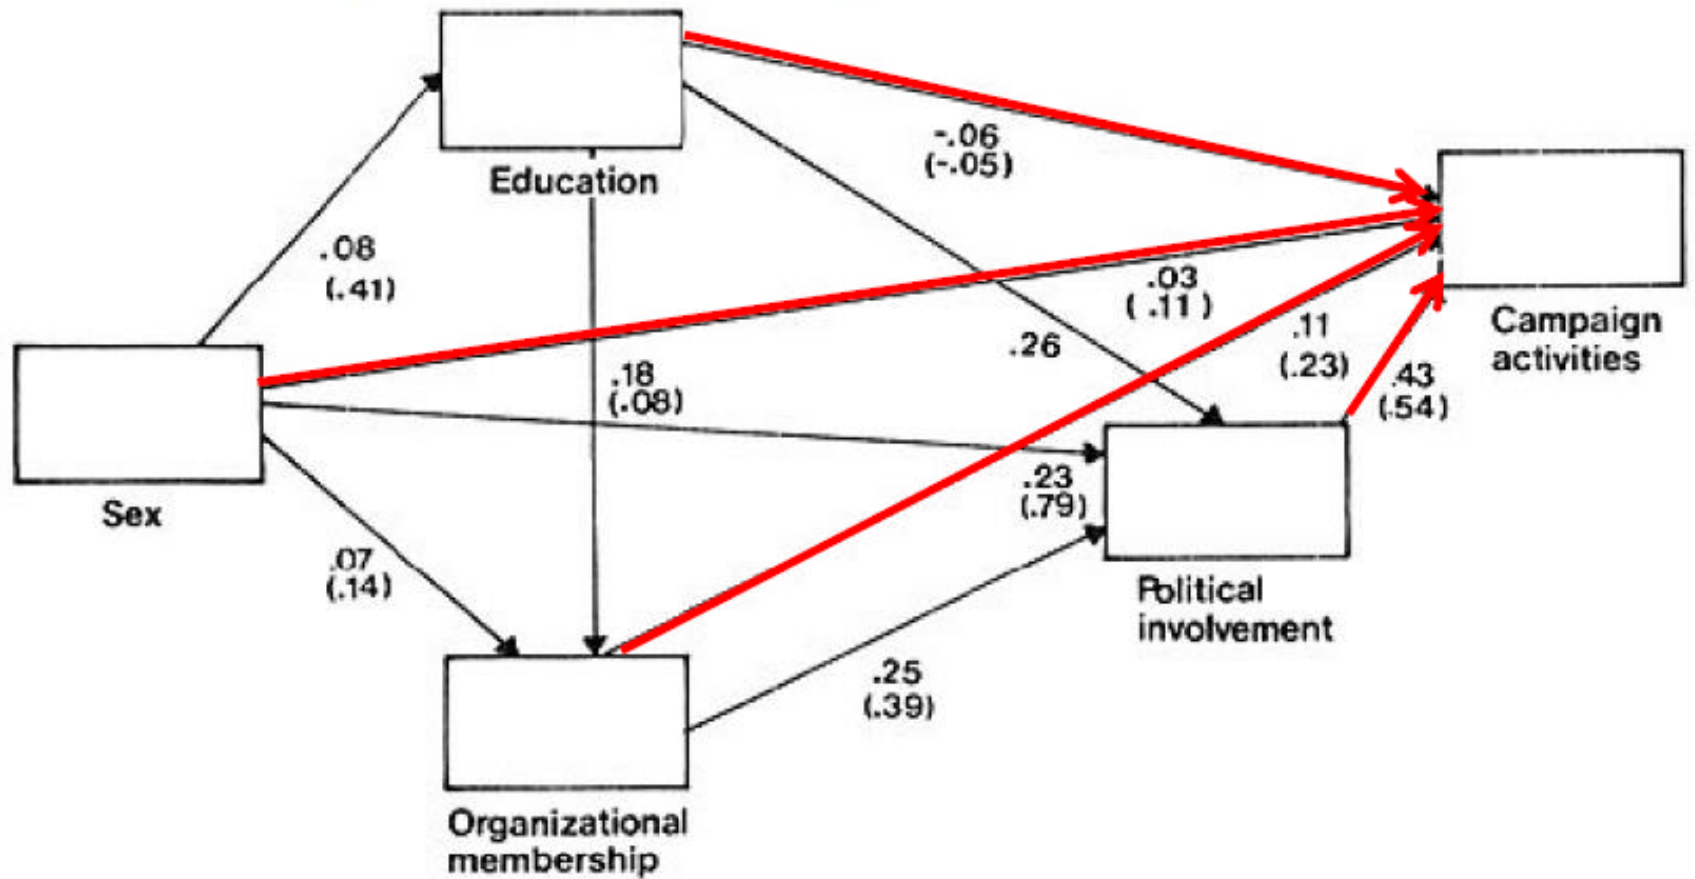 -.06
(-.05)
Education
.08
(.41)
.03
( .11 )
Campaign
activities
.11
(.23)
.26
.43
(.54)
.18
(.08)
Sex
.23
(.79)
.07
(.14)
Political
involvement
.25
(.39)
Organizational
membership